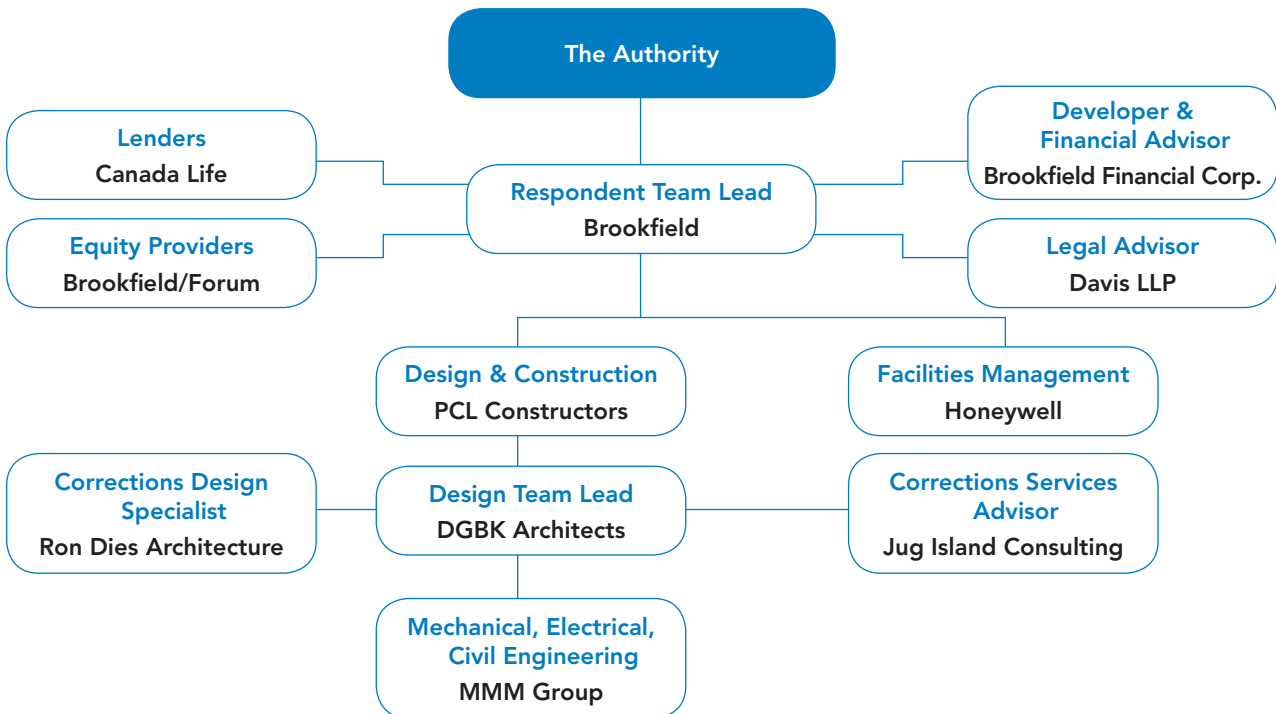 The Authority
Lenders
Canada Life
Developer &
Financial Advisor
Brookfield Financial Corp.
Respondent Team Lead
Brookfield
Equity Providers
Brookfield/Forum
Legal Advisor
Davis LLP
Design & Construction
PCL Constructors
Facilities Management
Honeywell
Corrections Design
Specialist
Ron Dies Architecture
Design Team Lead
DGBK Architects
Corrections Services
Advisor
Jug Island Consulting
Mechanical, Electrical,
Civil Engineering
MMM Group